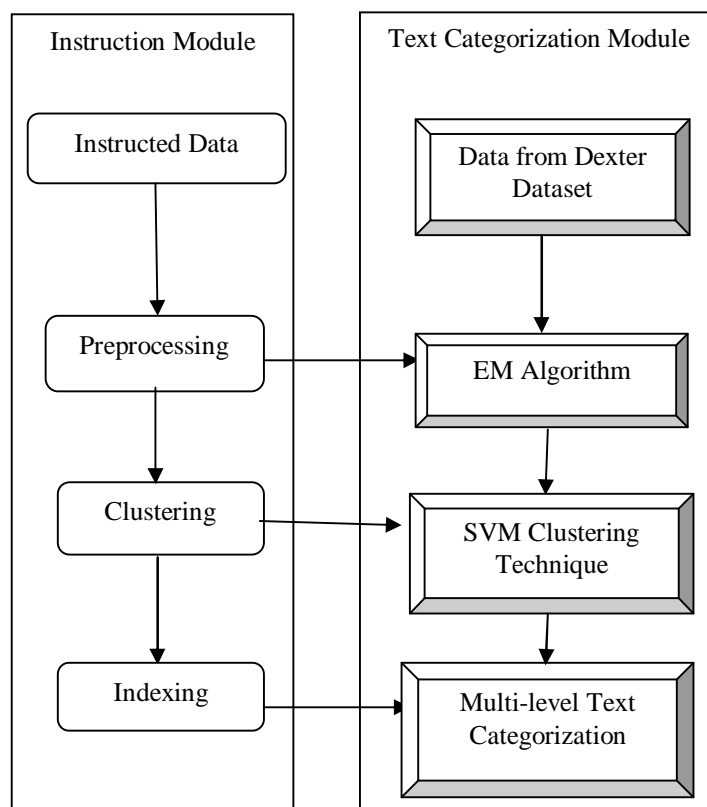 Instruction Module
Instructed Data
Preprocessing
Clustering
Indexing
Text Categorization Module
Data from Dexter
Dataset
EM Algorithm
SVM Clustering
Technique
Multi-level Text
Categorization